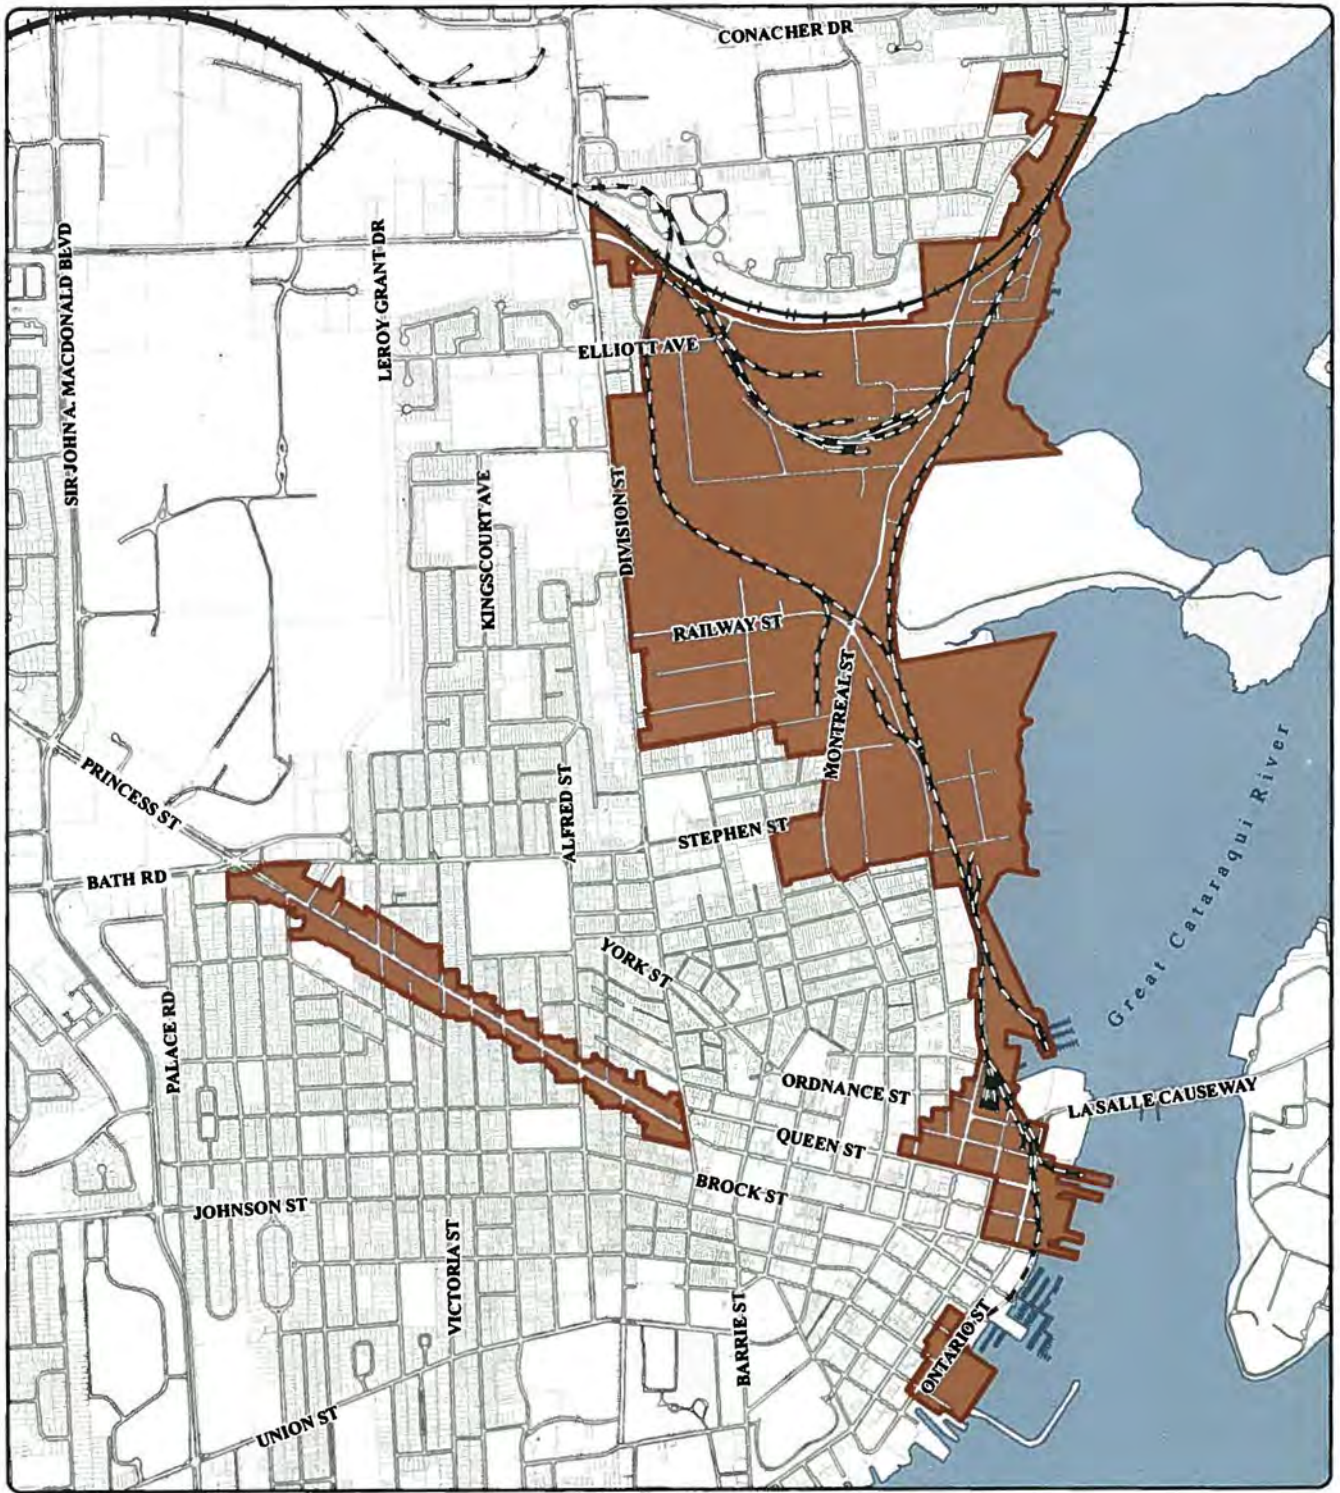 CONACHER DR
SIR JOHN A. MACDONALD BLVD
LEROY GRANT DR
ELLIOTT AVE
KINGSCOURT AVE
DIVISION ST
RAILWAY ST
MONTREAL ST
PRINCESS ST
ALFRED ST
STEPHEN ST
BATH RD
Great Cataraqui River
YORK ST
PALACE RD
ORDNANCE ST
LA SALLE CAUSEWAY
QUEEN ST
BROCK ST
JOHNSON ST
VICTORIA ST
BARRIE ST
ONTARIO ST
UNION ST